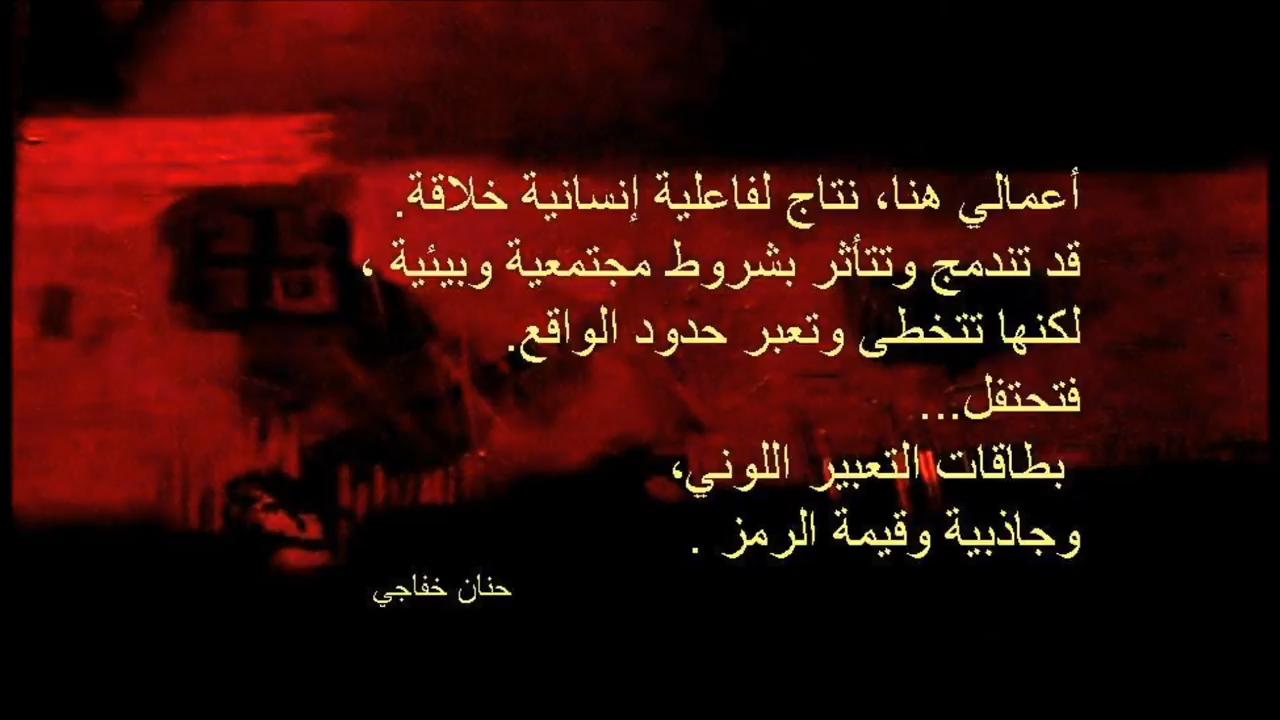 أعمالي هنا، نتاج لفاعلية إنسانية خلاقة.
قد تندمج وتتأثر بشروط مجتمعية وبيئية ،
لكنها تتخطى وتعبر حدود الواقع.
فتحتفل...
بطاقات التعبير اللوني،
وجاذبية وقيمة الرمز .
حنان خفاجي